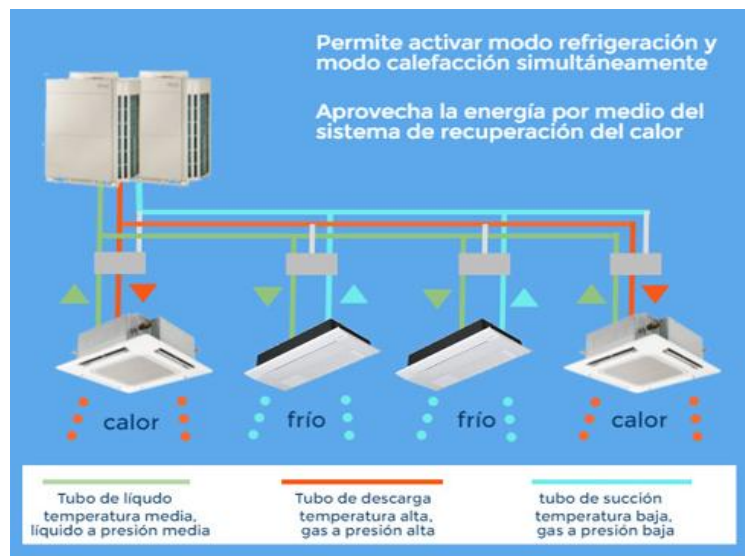 Permite activar modo refrigeración y
modo calefacción simultáneamente
Aprovecha la energía por medio del
sistema de recuperación del calor
calor
frío
frío
calor
Tubo de líqudo
temperatura media,
líquido a presión media
Tubo de descarga
temperatura alta,
gas a presión alta
tubo de succión
temperatura baja,
gas a presión baja